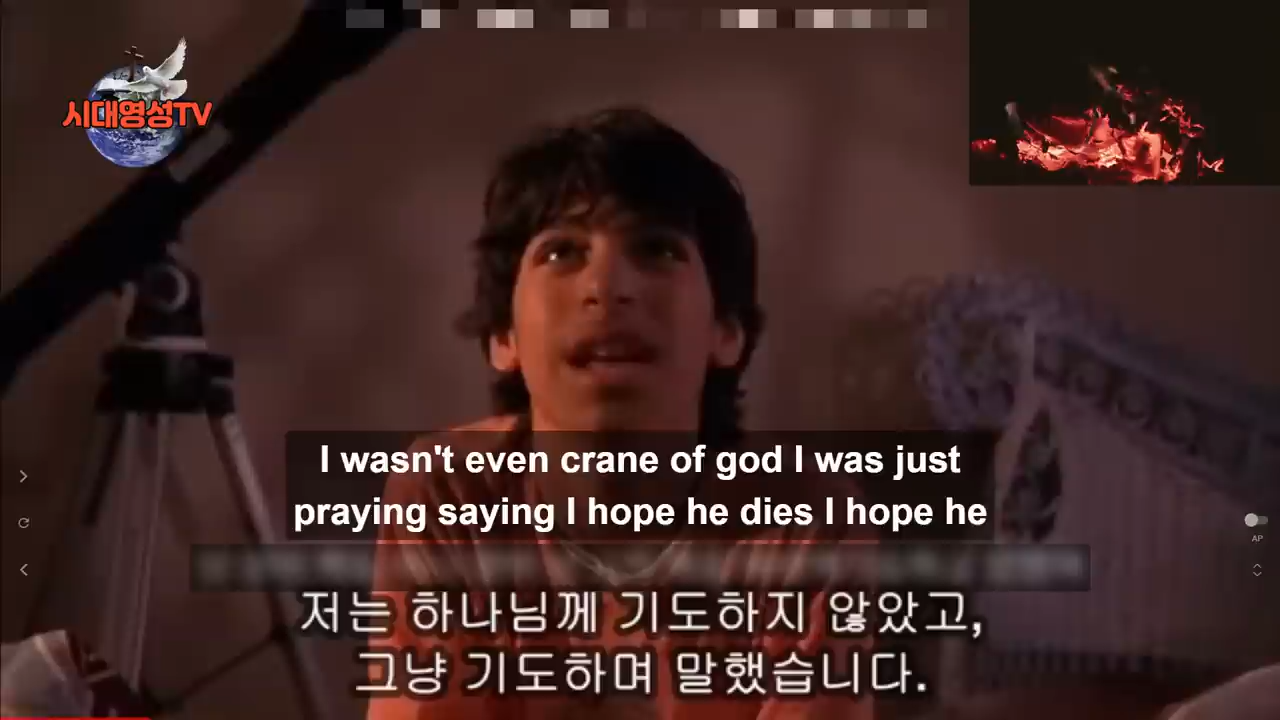 시대영성TV
I wasn't even crane of god I was just
praying saying I hope he dies I hope he
AP
저는 하나님께 기도하지 않았고,
그냥 기도하며 말했습니다.